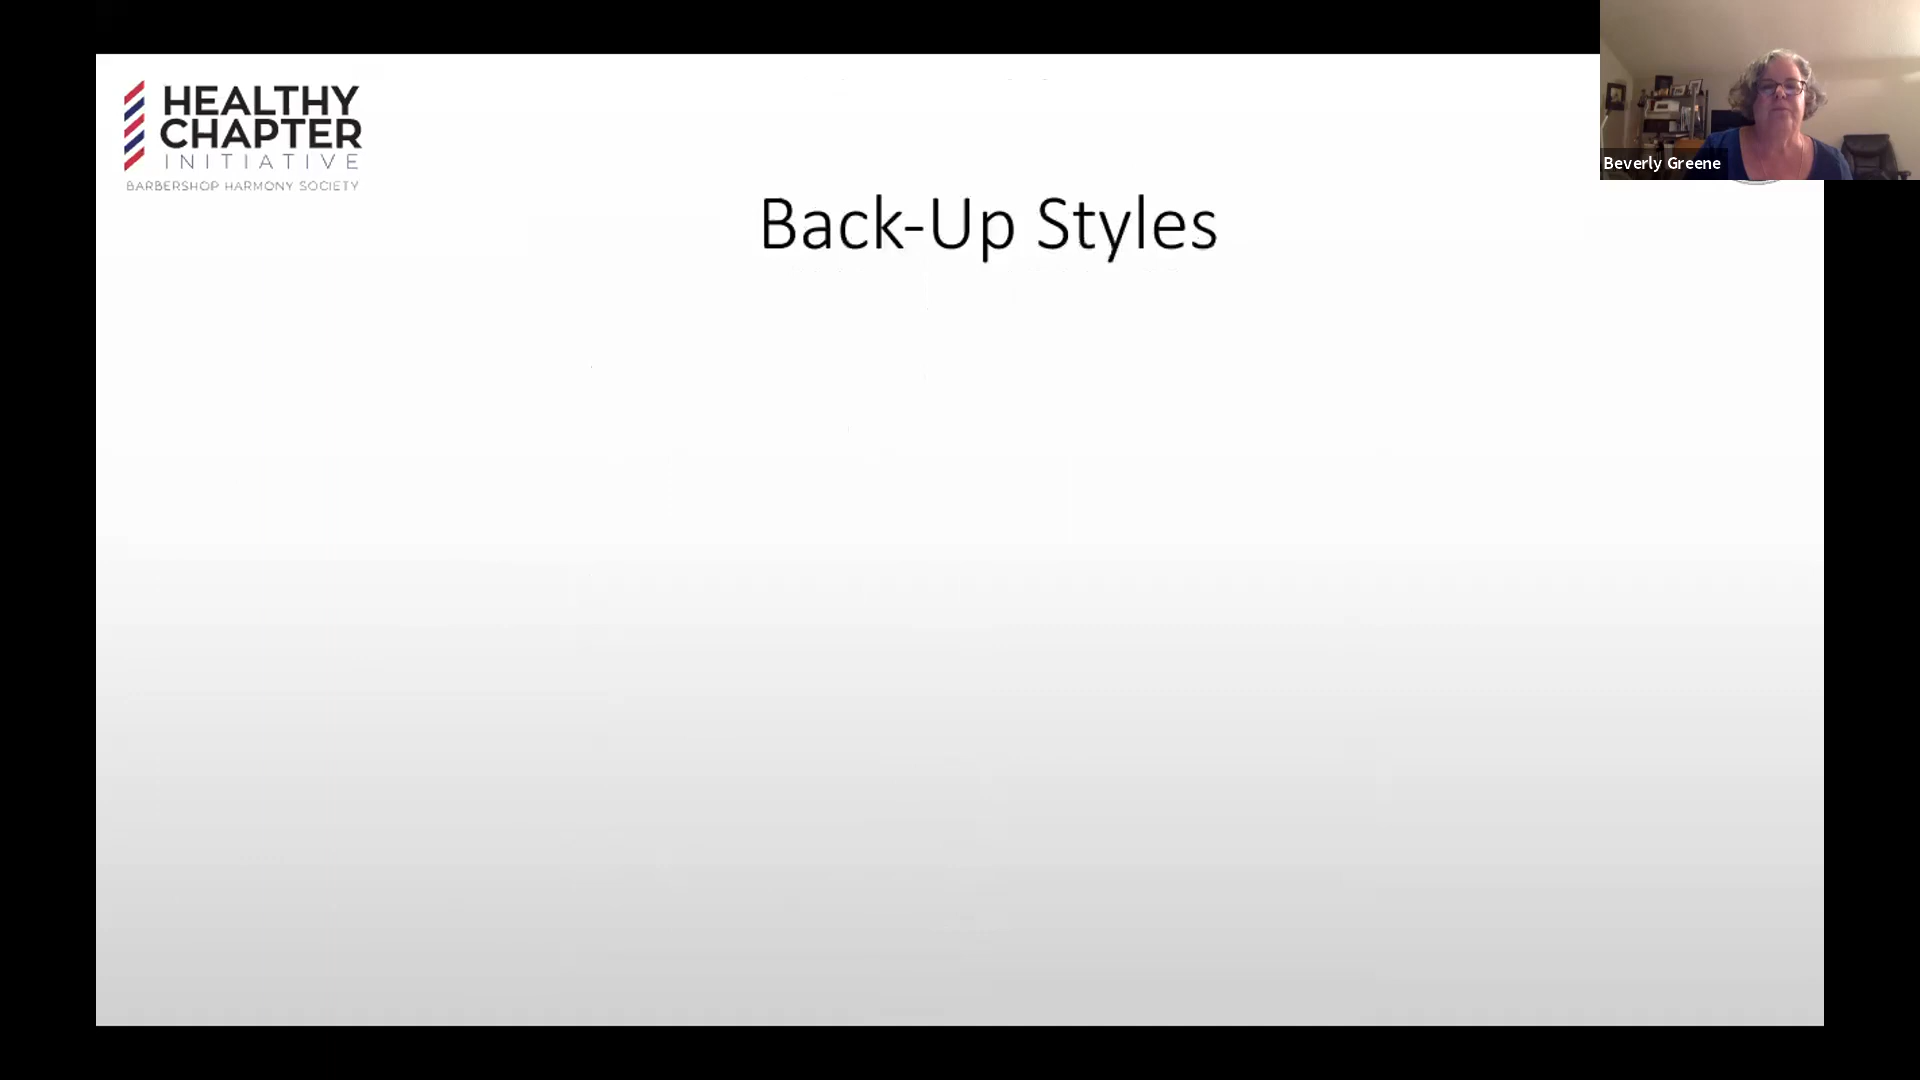 HEALTHY
CHAPTER
INITIATIVE
BARBERSHOP HARMONY SOCIETY
Back-Up Styles
Beverly Greene